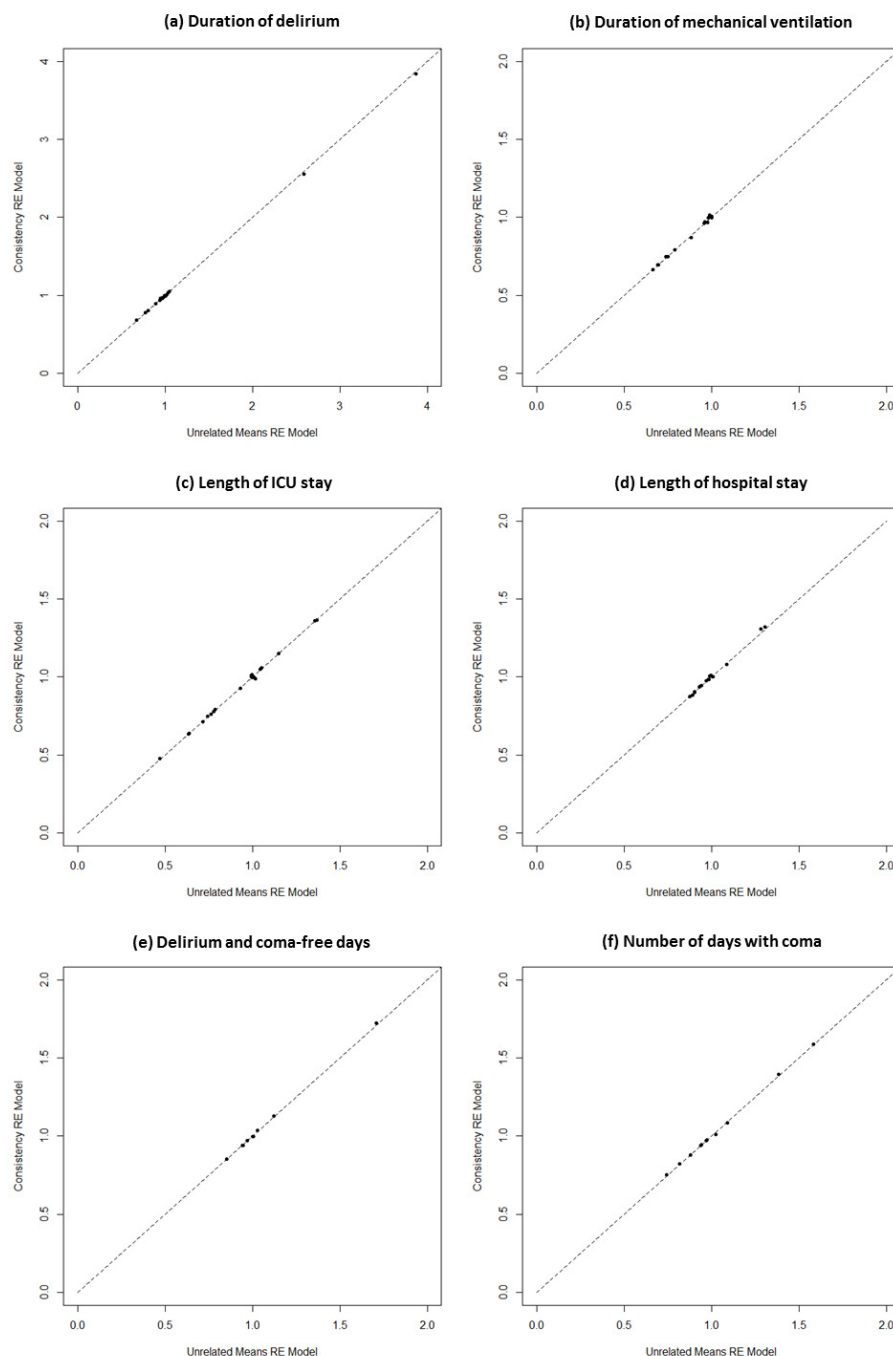 (a) Duration of delirium
Consistency RE Model
4
3
2
1
0
0 1 2 3 4
Unrelated Means RE Model
(b) Duration of mechanical ventilation
Consistency RE Model
2.0
1.5
1.0
0.5
0.0
0.0 0.5 1.0 1.5 2.0
Unrelated Means RE Model
(c) Length of ICU stay
Consistency RE Model
2.0
1.5
1.0
0.5
0.0
0.0 0.5 1.0 1.5 2.0
Unrelated Means RE Model
(d) Length of hospital stay
Consistency RE Model
2.0
1.5
1.0
0.5
0.0
0.0 0.5 1.0 1.5 2.0
Unrelated Means RE Model
(e) Delirium and coma-free days
Consistency RE Model
2.0
1.5
1.0
0.5
0.0
0.0 0.5 1.0 1.5 2.0
Unrelated Means RE Model
(f) Number of days with coma
Consistency RE Model
2.0
1.5
1.0
0.5
0.0
0.0 0.5 1.0 1.5 2.0
Unrelated Means RE Model